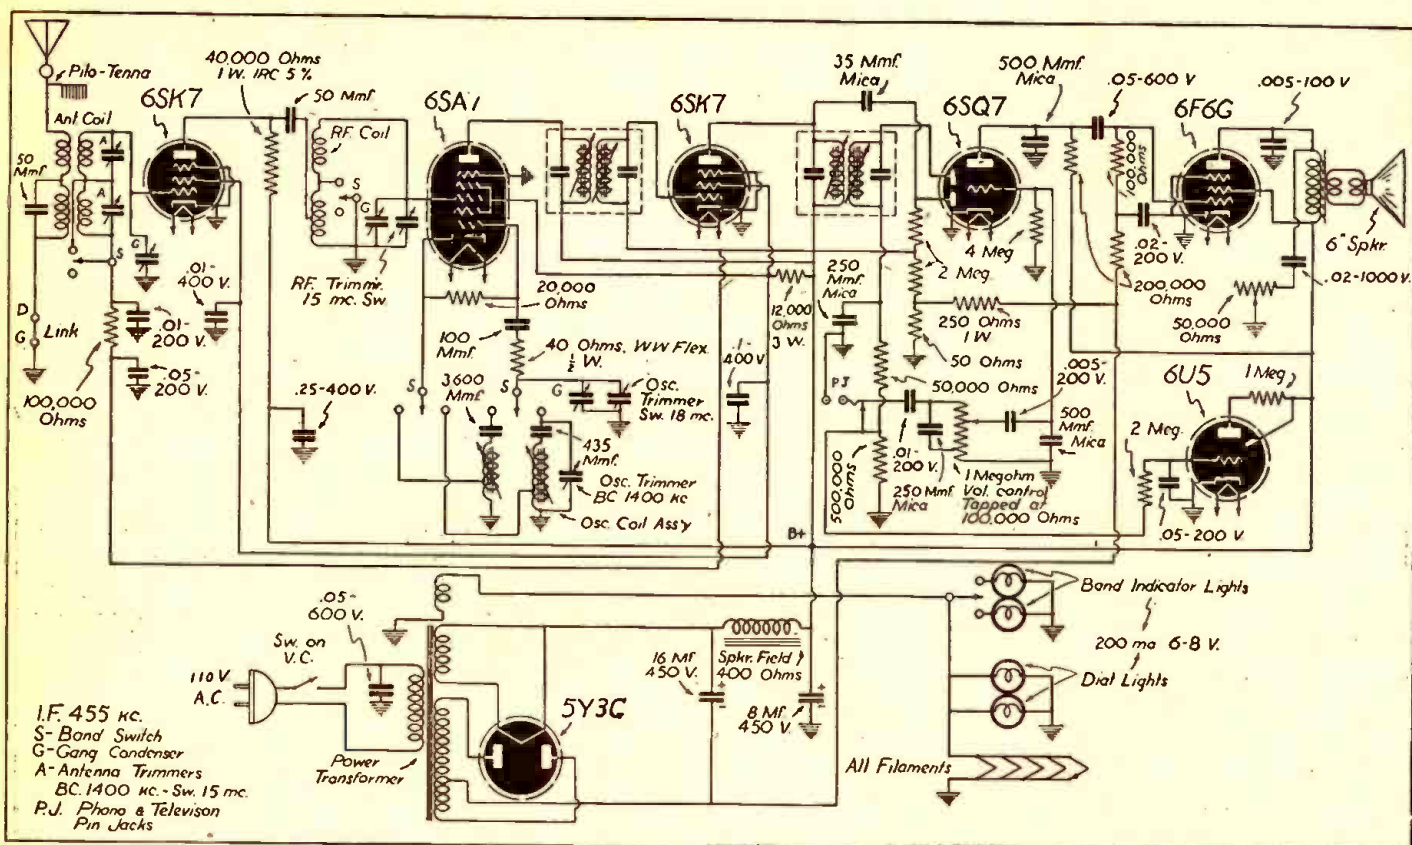 Pilo-Tenna
Ant. Coil
50
Mmf
A
A
G
S
D
G
Link
100,000
Ohms
6SK7
.01-
400 V.
.01-
200 V.
.05-
200 V.
40,000 Ohms
1 W. IRC 5%
50 Mmf.
RF. Coil
S
G
RF. Trimmr.
15 mc. Sw.
.25-400 V.
6SA7
20,000
Ohms
100
Mmf.
40 Ohms, WW Flex.
½ W.
S
3600
Mmf.
S
G
Osc.
Trimmer
Sw. 18 mc.
435
Mmf.
Osc. Trimmer
BC 1400 KC
Osc. Coil Ass'y
6SK7
12,000
Ohms
3 W.
.1-
400V
35 Mmf.
Mica
250
Mmf.
Mica
6SQ7
500 Mmf.
Mica
4 Meg
2 Meg.
250 Ohms
1 W
50 Ohms
50,000 Ohms
PJ
.005-
200 V.
500
Mmf.
Mica
.01-
200 V.
500,000
Ohms
250 Mmf.
Mica
1 Megohm
Vol. control
Tapped at
100,000 Ohms
.05-600 V
100,000
Ohms
.02-
200 V.
200,000
Ohms
6F6G
.005-100 V
6" Spkr.
.02-1000 V.
50,000
Ohms
6U5
1 Meg.
2 Meg.
.05-200 V.
B+
.05-
600 V.
Sw. on
V.C.
110 V
A.C.
Power
Transformer
5Y3G
16 Mf
450 V.
Spkr. Field
400 Ohms
8 Mf.
450 V.
Band Indicator Lights
200 ma 6-8 V.
Dial Lights
All Filaments
I.F. 455 KC.
S- Band Switch
G-Gang Condenser
A-Antenna Trimmers
BC. 1400 KC.-Sw. 15 mc.
P.J. Phono & Televison
Pin Jacks